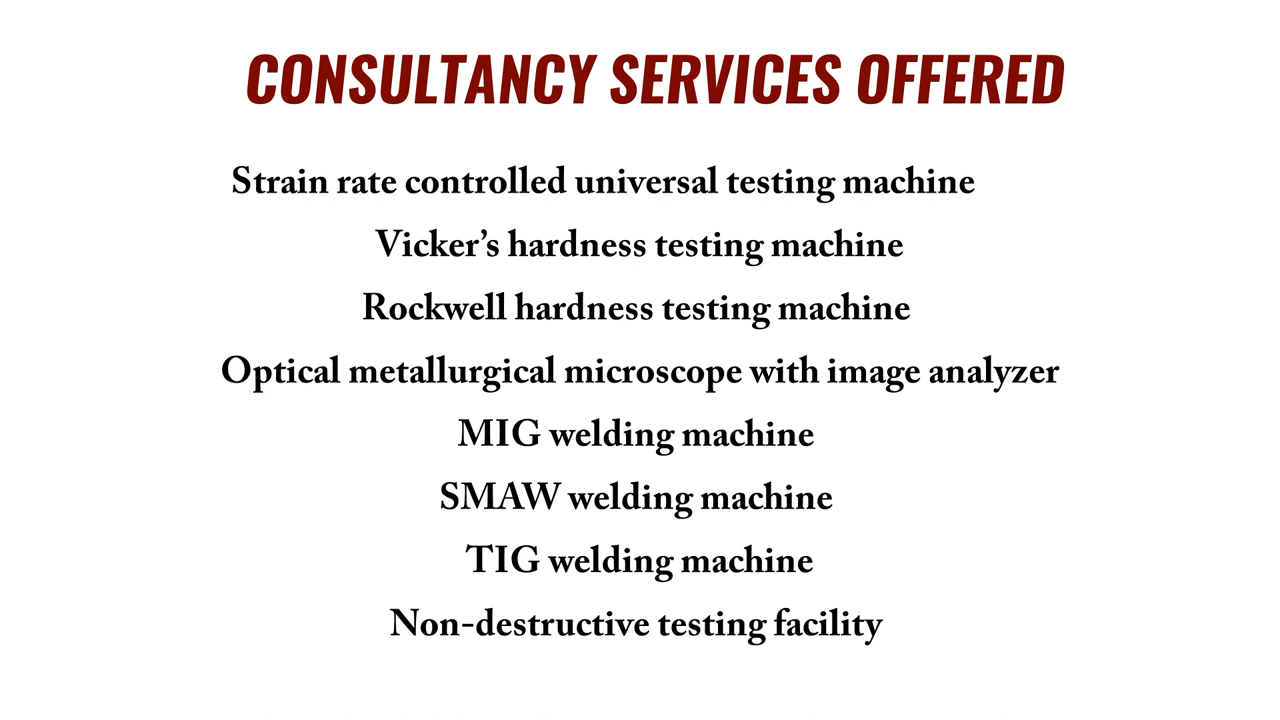 CONSULTANCY SERVICES OFFERED
Strain rate controlled universal testing machine
Vicker’s hardness testing machine
Rockwell hardness testing machine
Optical metallurgical microscope with image analyzer
MIG welding machine
SMAW welding machine
TIG welding machine
Non-destructive testing facility